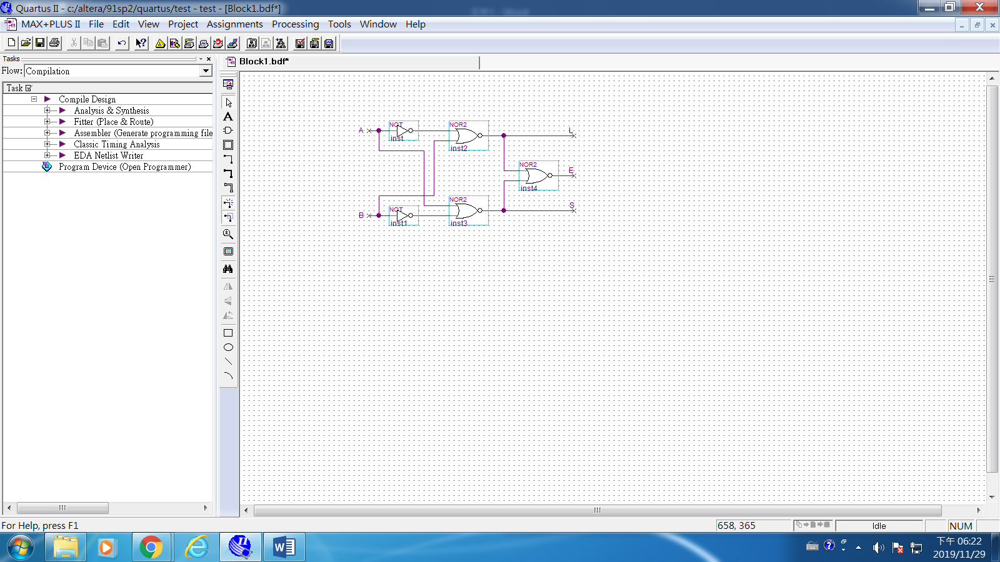 Quartus II - c:/altera/91sp2/quartus/test - test - [Block1.bdf*]
MAX+PLUS II File Edit View Project Assignments Processing Tools Window Help
Tasks
Flow: Compilation
Task
Compile Design
Analysis & Synthesis
Fitter (Place & Route)
Assembler (Generate programming file
Classic Timing Analysis
EDA Netlist Writer
Program Device (Open Programmer)
Block1.bdf*
A
NOT
inst
NOR2
inst2
L
NOR2
inst4
E
B
NOT
inst1
NOR2
inst3
S
For Help, press F1
658, 365
Idle
NUM
下午 06:22
2019/11/29